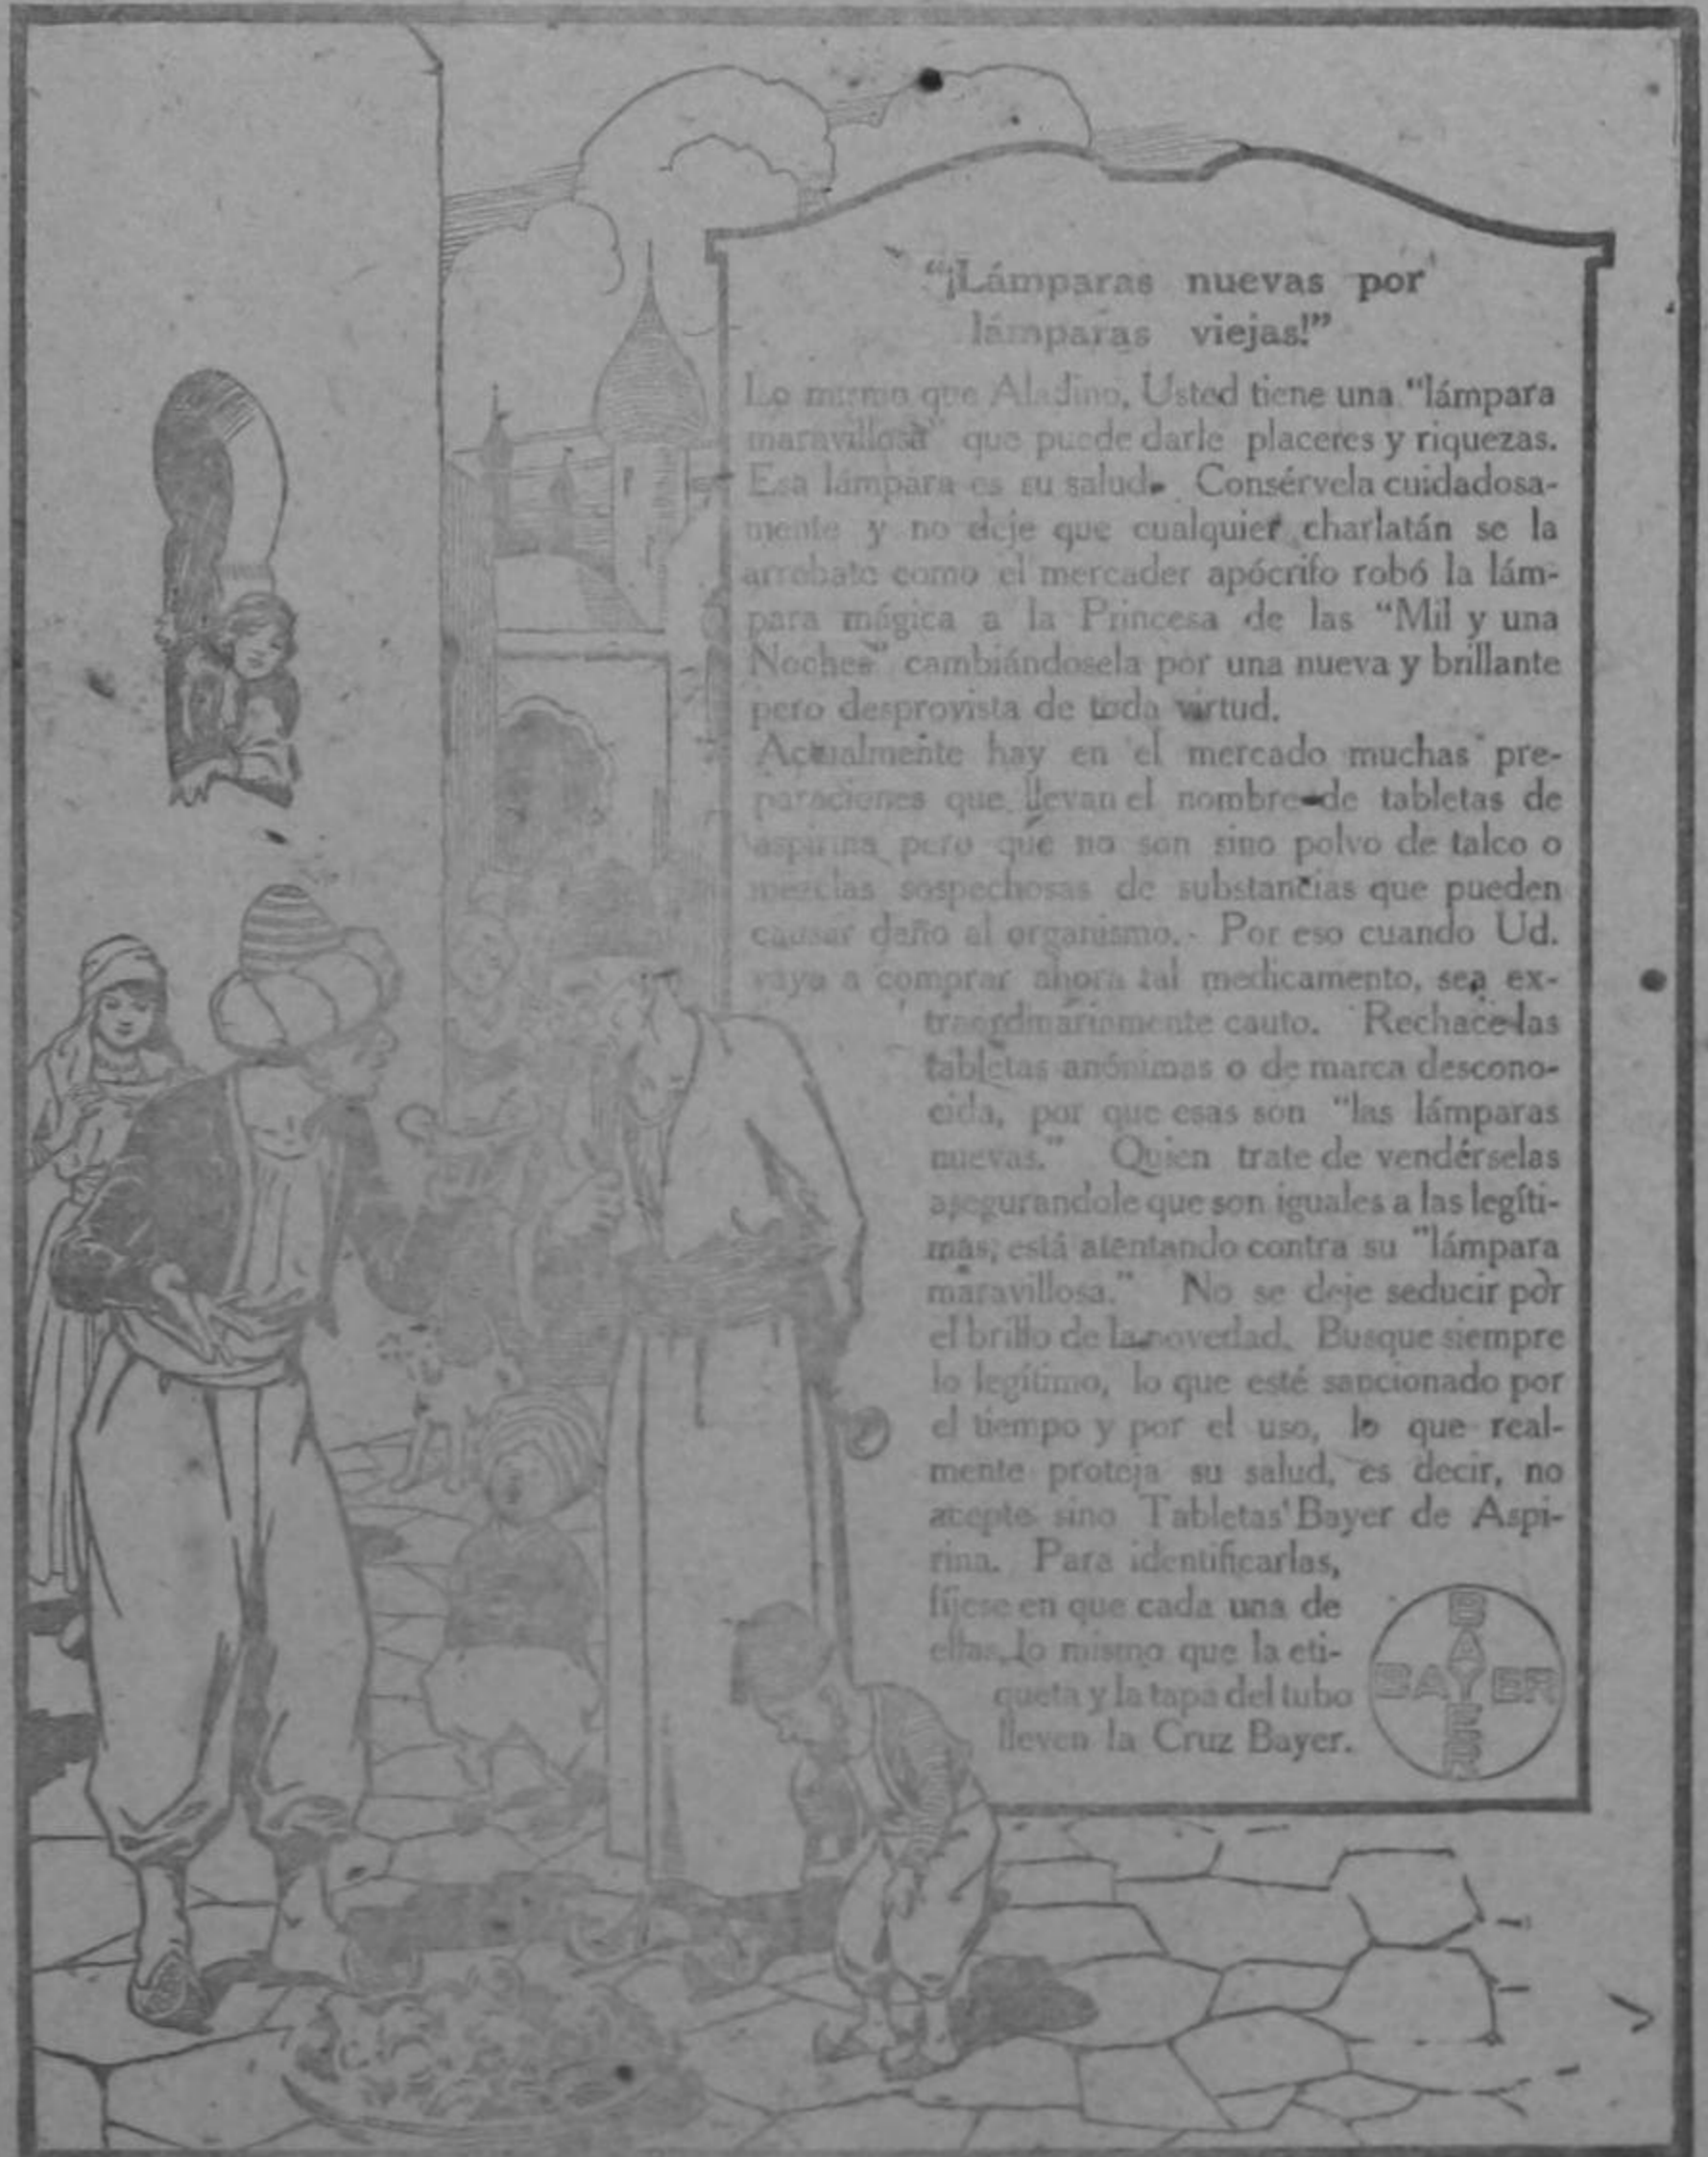 “¡Lámparas nuevas por
lámparas viejas!”
Lo mismo que Aladino, Usted tiene una “lámpara
maravillosa” que puede darle placeres y riquezas.
Esa lámpara es su salud. Consérvela cuidadosa-
mente y no deje que cualquier charlatán se la
arrebate como el mercader apócrifo robó la lám-
para mágica a la Princesa de las “Mil y una
Noches” cambiándosela por una nueva y brillante
pero desprovista de toda virtud.
Actualmente hay en el mercado muchas pre-
paraciones que llevan el nombre de tabletas de
aspirina pero que no son sino polvo de talco o
mezclas sospechosas de substancias que pueden
causar daño al organismo. Por eso cuando Ud.
vaya a comprar ahora tal medicamento, sea ex-
traordinariamente cauto. Rechace las
tabletas anónimas o de marca descono-
cida, por que esas son “las lámparas
nuevas.” Quien trate de vendérselas
asegurandole que son iguales a las legíti-
mas, está atentando contra su “lámpara
maravillosa.” No se deje seducir por
el brillo de la novedad. Busque siempre
lo legítimo, lo que esté sancionado por
el tiempo y por el uso, lo que real-
mente proteja su salud, es decir, no
acepte sino Tabletas Bayer de Aspi-
rina. Para identificarlas,
fíjese en que cada una de
ellas, lo mismo que la eti-
queta y la tapa del tubo
lleven la Cruz Bayer.
BAYER
BAYER